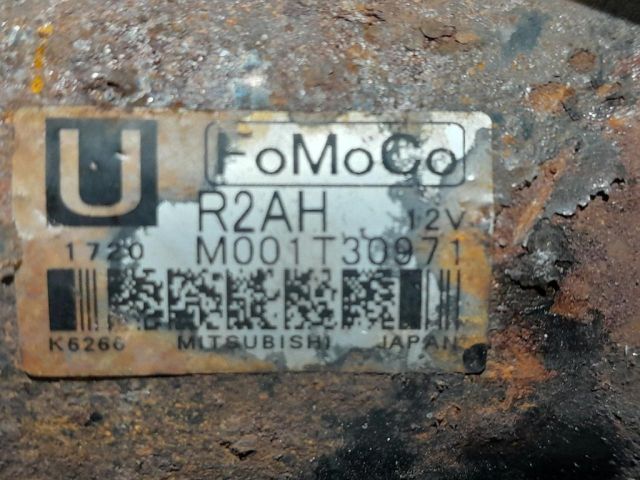 U FoMoCo
R2AH 12V
1720 M001T30971
K6266 MITSUBISHI JAPAN